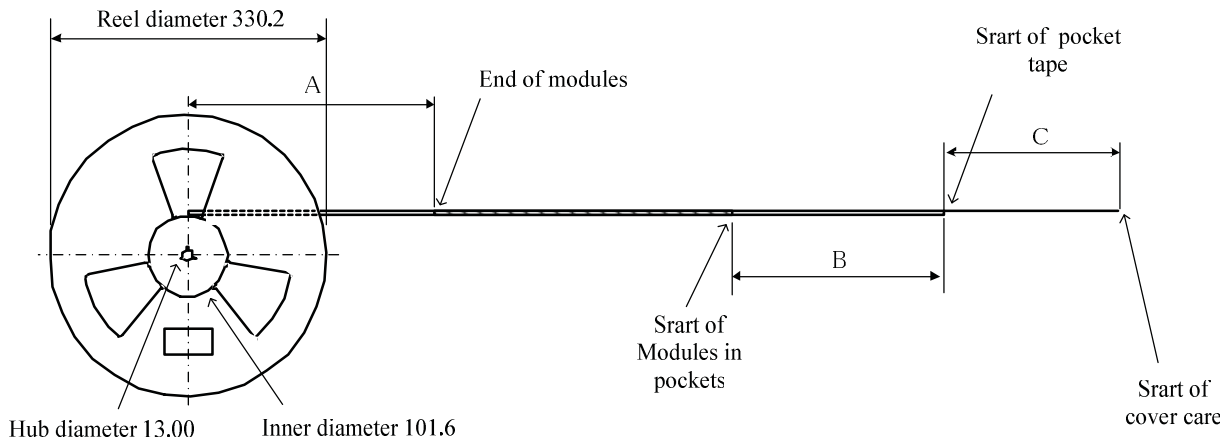 Reel diameter 330.2
A
End of modules
Srart of pocket
tape
C
B
Srart of
Modules in
pockets
Srart of
cover care
Hub diameter 13.00
Inner diameter 101.6